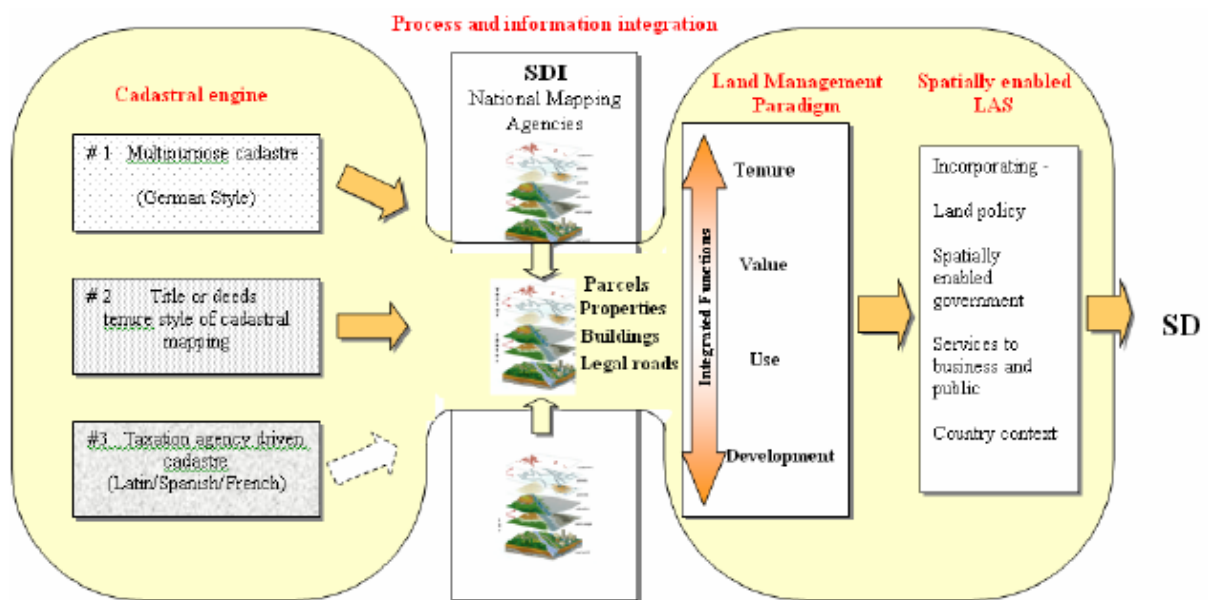 Process and information integration
Cadastral engine
# 1 Multipurpose cadastre
(German Style)
# 2 Title or deeds
tenure style of cadastral
mapping
#3 Taxation agency driven
cadastre
(Latin/Spanish/French)
SDI
National Mapping
Agencies
Parcels
Properties
Buildings
Legal roads
Land Management
Paradigm
Integrated Functions
Tenure
Value
Use
Development
Spatially enabled
LAS
Incorporating -
Land policy
Spatially
enabled
government
Services to
business and
public
Country context
SD